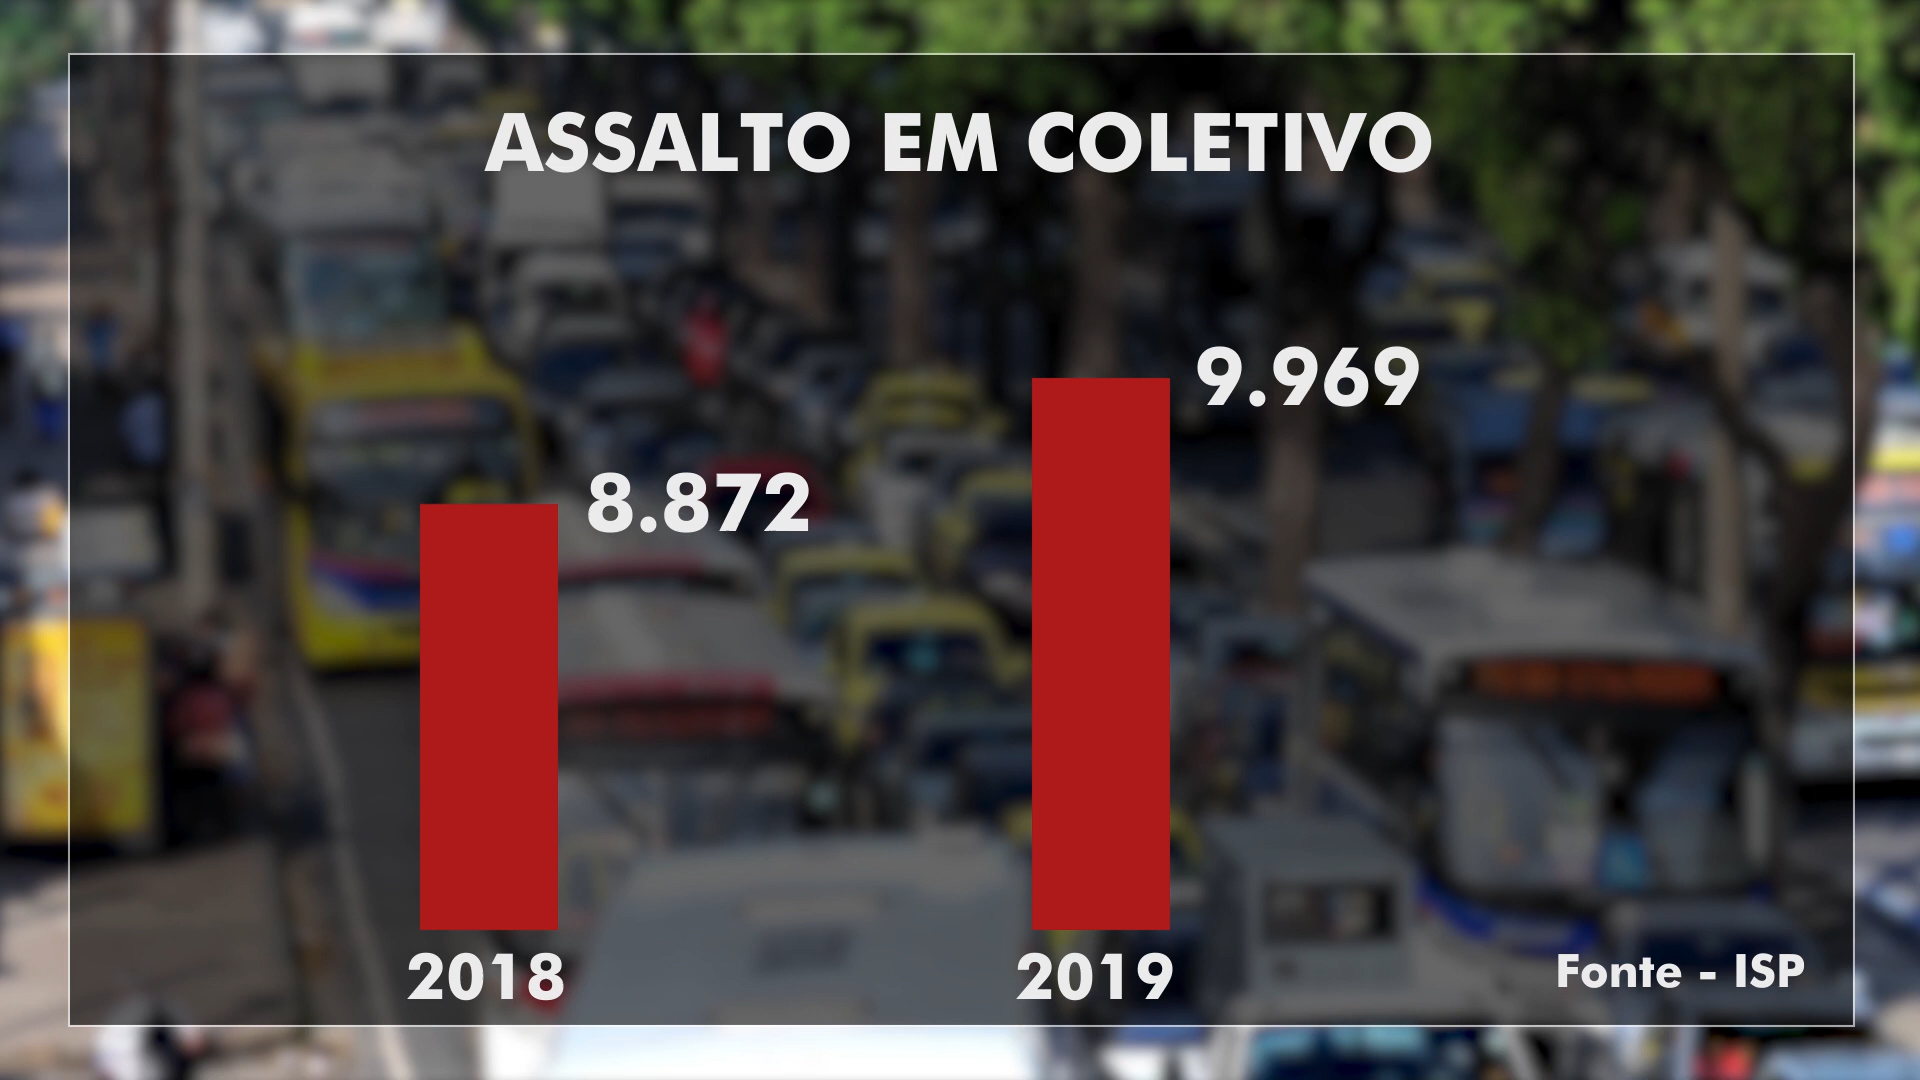 ASSALTO EM COLETIVO
9.969
8.872
2018
2019
Fonte - ISP